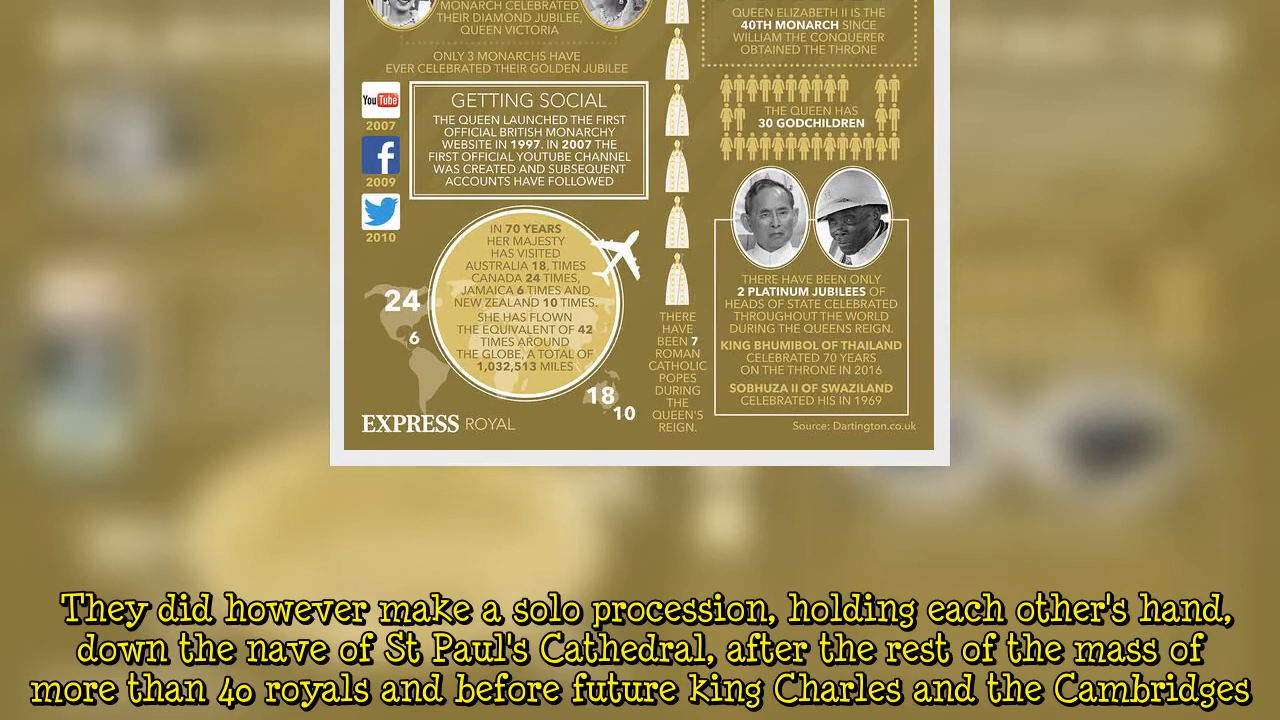 MONARCH CELEBRATED
THEIR DIAMOND JUBILEE,
QUEEN VICTORIA
ONLY 3 MONARCHS HAVE
EVER CELEBRATED THEIR GOLDEN JUBILEE
YouTube
2007
2009
2010
GETTING SOCIAL
THE QUEEN LAUNCHED THE FIRST
OFFICIAL BRITISH MONARCHY
WEBSITE IN 1997. IN 2007 THE
FIRST OFFICIAL YOUTUBE CHANNEL
WAS CREATED AND SUBSEQUENT
ACCOUNTS HAVE FOLLOWED
IN 70 YEARS
HER MAJESTY
HAS VISITED
AUSTRALIA 18, TIMES
CANADA 24 TIMES,
JAMAICA 6 TIMES AND
NEW ZEALAND 10 TIMES.
SHE HAS FLOWN
THE EQUIVALENT OF 42
TIMES AROUND
THE GLOBE, A TOTAL OF
1,032,513 MILES
24
6
18
10
EXPRESS ROYAL
THERE
HAVE
BEEN 7
ROMAN
CATHOLIC
POPES
DURING
THE
QUEEN'S
REIGN.
QUEEN ELIZABETH II IS THE
40TH MONARCH SINCE
WILLIAM THE CONQUERER
OBTAINED THE THRONE
THE QUEEN HAS
30 GODCHILDREN
THERE HAVE BEEN ONLY
2 PLATINUM JUBILEES OF
HEADS OF STATE CELEBRATED
THROUGHOUT THE WORLD
DURING THE QUEENS REIGN.
KING BHUMIBOL OF THAILAND
CELEBRATED 70 YEARS
ON THE THRONE IN 2016
SOBHUZA II OF SWAZILAND
CELEBRATED HIS IN 1969
Source: Dartington.co.uk
They did however make a solo procession, holding each other's hand,
down the nave of St Paul's Cathedral, after the rest of the mass of
more than 40 royals and before future king Charles and the Cambridges